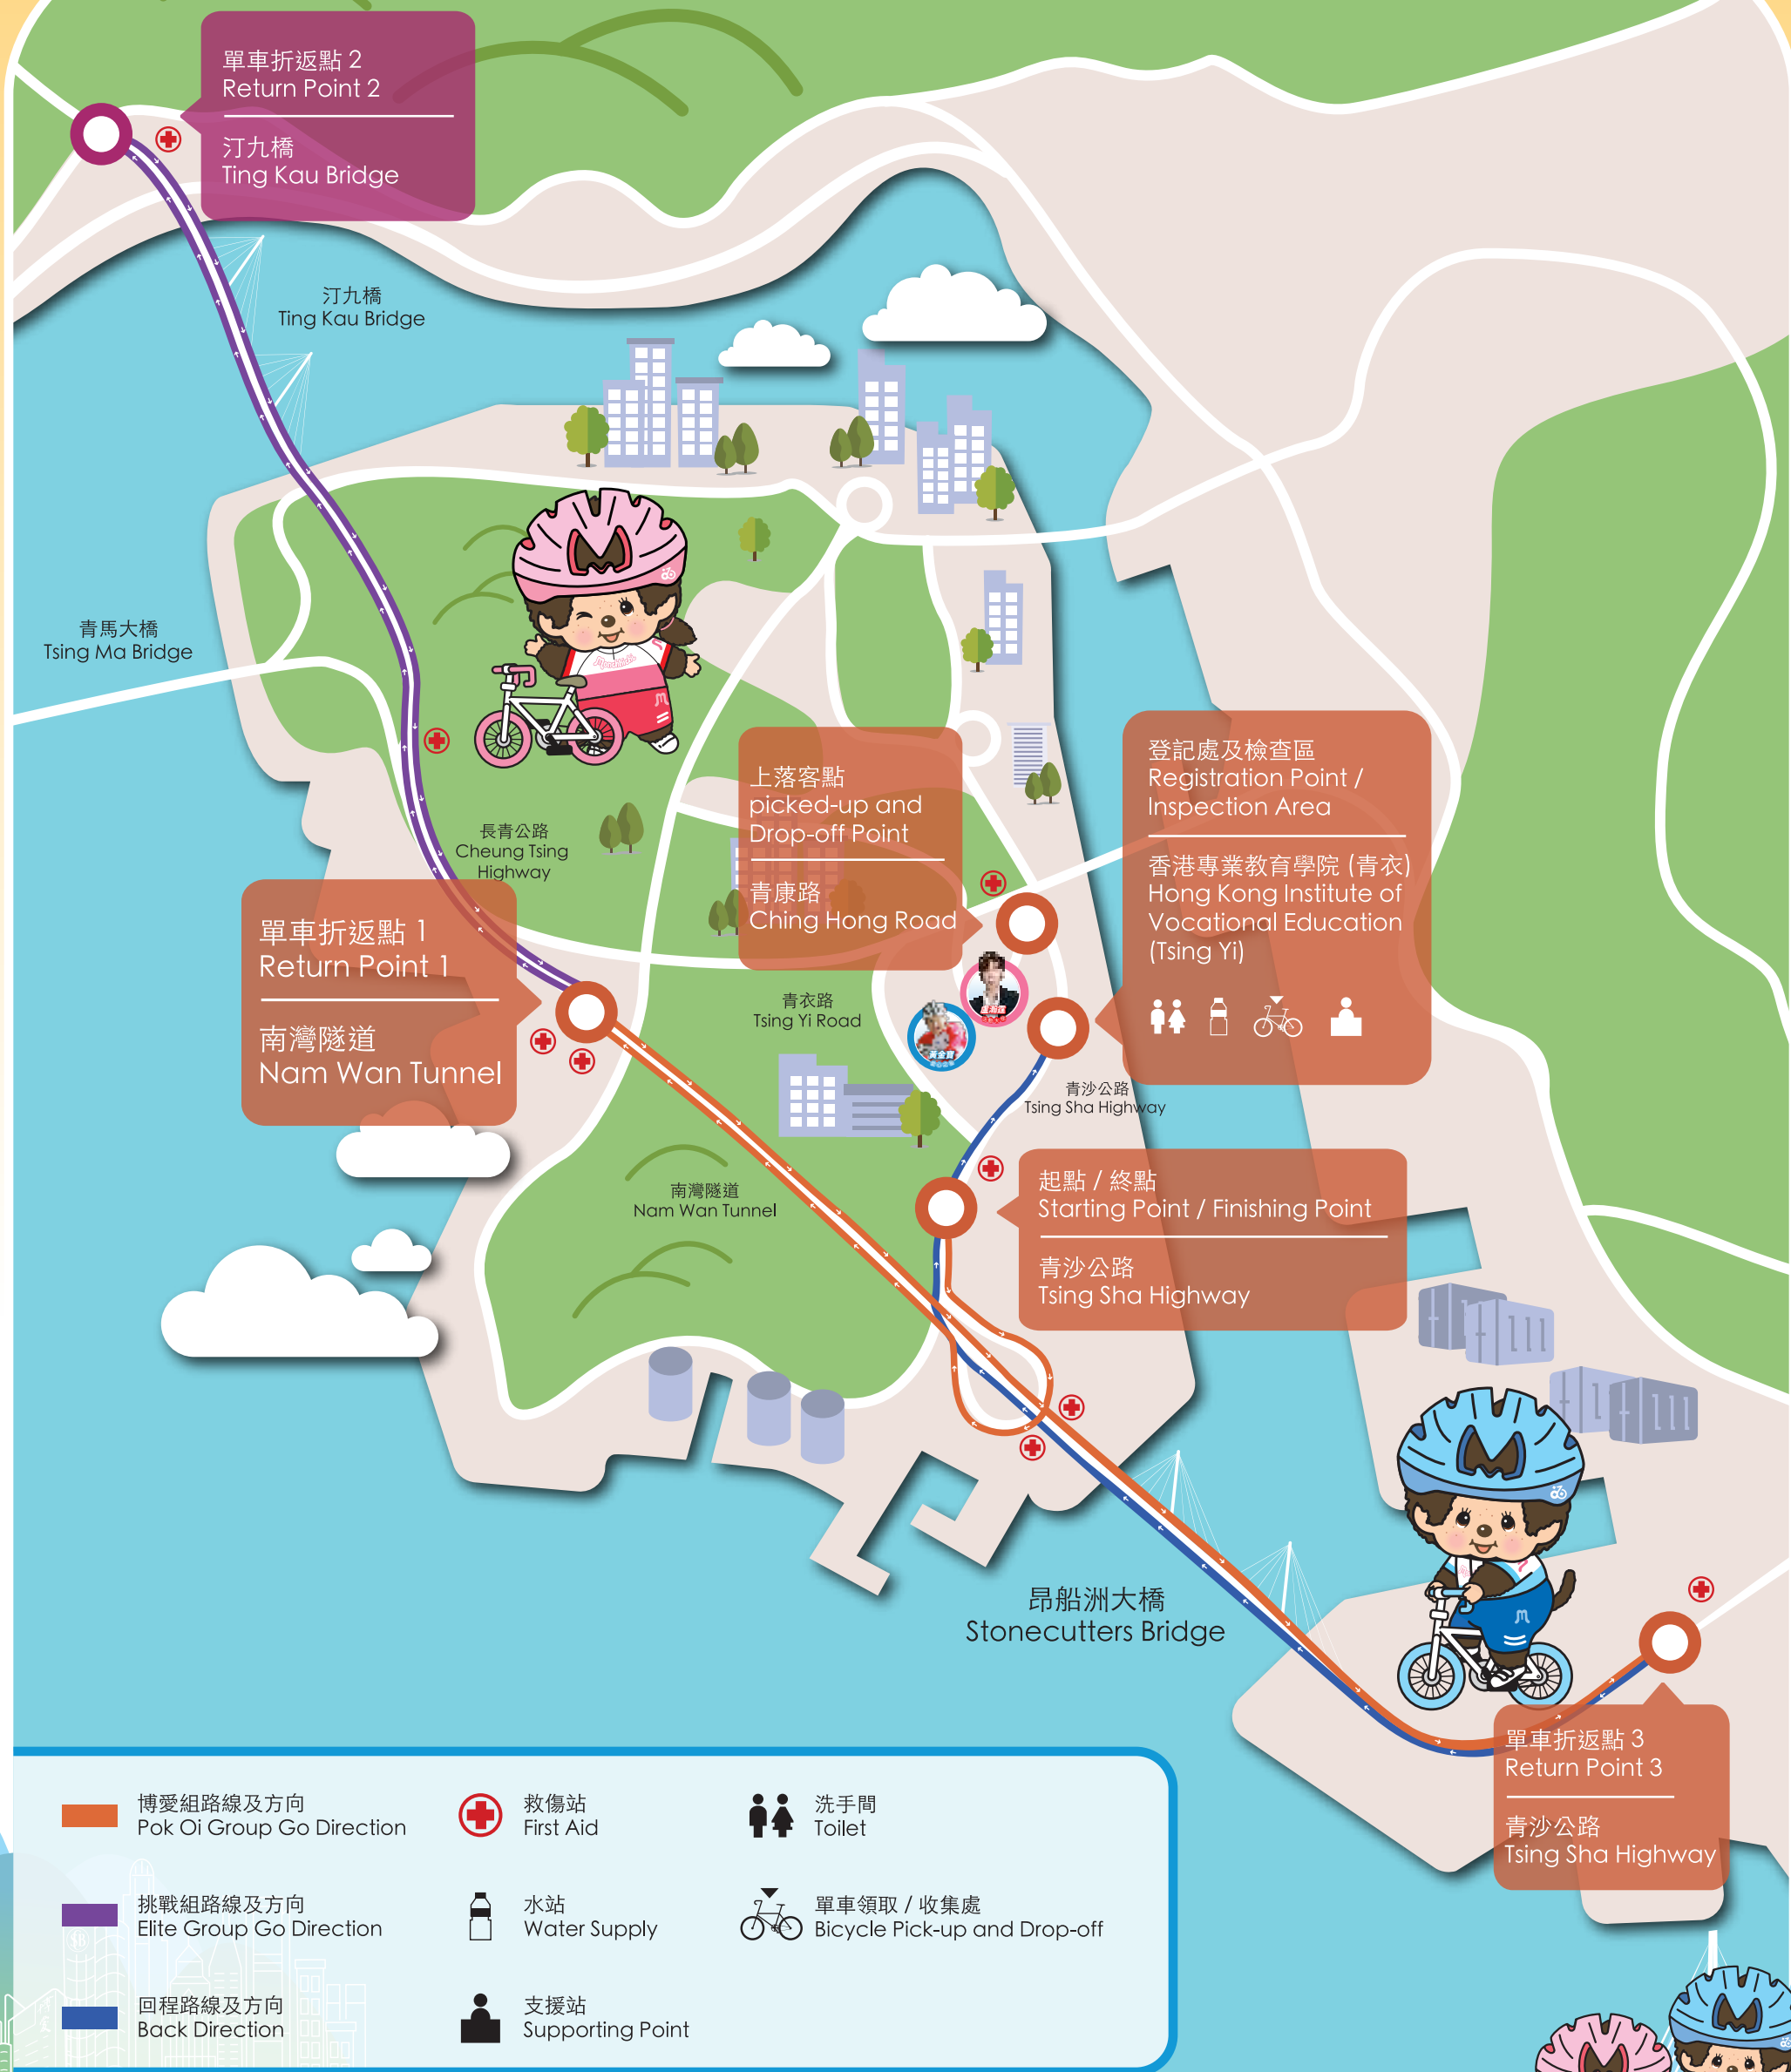 單車折返點 2
Return Point 2
汀九橋
Ting Kau Bridge
汀九橋
Ting Kau Bridge
青馬大橋
Tsing Ma Bridge
長青公路
Cheung Tsing
Highway
上落客點
picked-up and
Drop-off Point
青康路
Ching Hong Road
登記處及檢查區
Registration Point /
Inspection Area
香港專業教育學院 (青衣)
Hong Kong Institute of
Vocational Education
(Tsing Yi)
單車折返點 1
Return Point 1
南灣隧道
Nam Wan Tunnel
青衣路
Tsing Yi Road
黃金寶
青沙公路
Tsing Sha Highway
南灣隧道
Nam Wan Tunnel
起點 / 終點
Starting Point / Finishing Point
青沙公路
Tsing Sha Highway
昂船洲大橋
Stonecutters Bridge
單車折返點 3
Return Point 3
青沙公路
Tsing Sha Highway
博愛組路線及方向
Pok Oi Group Go Direction
救傷站
First Aid
洗手間
Toilet
挑戰組路線及方向
Elite Group Go Direction
水站
Water Supply
單車領取 / 收集處
Bicycle Pick-up and Drop-off
回程路線及方向
Back Direction
支援站
Supporting Point